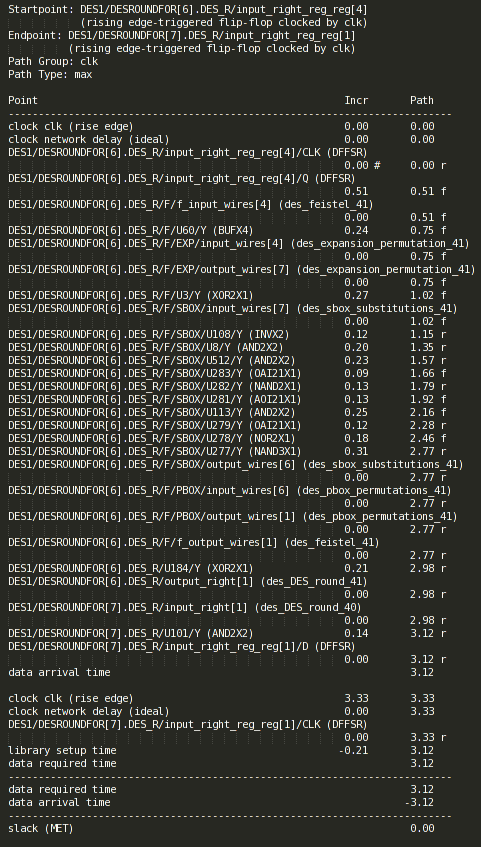 Startpoint: DES1/DESROUNDFOR[6].DES_R/input_right_reg_reg[4]
(rising edge-triggered flip-flop clocked by clk)
Endpoint: DES1/DESROUNDFOR[7].DES_R/input_right_reg_reg[1]
(rising edge-triggered flip-flop clocked by clk)
Path Group: clk
Path Type: max
Point Incr Path
--------------------------------------------------------------------------
clock clk (rise edge) 0.00 0.00
clock network delay (ideal) 0.00 0.00
DES1/DESROUNDFOR[6].DES_R/input_right_reg_reg[4]/CLK (DFFSR)
0.00 # 0.00 r
DES1/DESROUNDFOR[6].DES_R/input_right_reg_reg[4]/Q (DFFSR)
0.51 0.51 f
DES1/DESROUNDFOR[6].DES_R/F/f_input_wires[4] (des_feistel_41)
0.00 0.51 f
DES1/DESROUNDFOR[6].DES_R/F/U60/Y (BUFX4) 0.24 0.75 f
DES1/DESROUNDFOR[6].DES_R/F/EXP/input_wires[4] (des_expansion_permutation_41)
0.00 0.75 f
DES1/DESROUNDFOR[6].DES_R/F/EXP/output_wires[7] (des_expansion_permutation_41)
0.00 0.75 f
DES1/DESROUNDFOR[6].DES_R/F/U3/Y (XOR2X1) 0.27 1.02 f
DES1/DESROUNDFOR[6].DES_R/F/SBOX/input_wires[7] (des_sbox_substitutions_41)
0.00 1.02 f
DES1/DESROUNDFOR[6].DES_R/F/SBOX/U108/Y (INVX2) 0.12 1.15 r
DES1/DESROUNDFOR[6].DES_R/F/SBOX/U8/Y (AND2X2) 0.20 1.35 r
DES1/DESROUNDFOR[6].DES_R/F/SBOX/U512/Y (AND2X2) 0.23 1.57 r
DES1/DESROUNDFOR[6].DES_R/F/SBOX/U283/Y (OAI21X1) 0.09 1.66 f
DES1/DESROUNDFOR[6].DES_R/F/SBOX/U282/Y (NAND2X1) 0.13 1.79 r
DES1/DESROUNDFOR[6].DES_R/F/SBOX/U281/Y (AOI21X1) 0.13 1.92 f
DES1/DESROUNDFOR[6].DES_R/F/SBOX/U113/Y (AND2X2) 0.25 2.16 f
DES1/DESROUNDFOR[6].DES_R/F/SBOX/U279/Y (OAI21X1) 0.12 2.28 r
DES1/DESROUNDFOR[6].DES_R/F/SBOX/U278/Y (NOR2X1) 0.18 2.46 f
DES1/DESROUNDFOR[6].DES_R/F/SBOX/U277/Y (NAND3X1) 0.31 2.77 r
DES1/DESROUNDFOR[6].DES_R/F/SBOX/output_wires[6] (des_sbox_substitutions_41)
0.00 2.77 r
DES1/DESROUNDFOR[6].DES_R/F/PBOX/input_wires[6] (des_pbox_permutations_41)
0.00 2.77 r
DES1/DESROUNDFOR[6].DES_R/F/PBOX/output_wires[1] (des_pbox_permutations_41)
0.00 2.77 r
DES1/DESROUNDFOR[6].DES_R/F/f_output_wires[1] (des_feistel_41)
0.00 2.77 r
DES1/DESROUNDFOR[6].DES_R/U184/Y (XOR2X1) 0.21 2.98 r
DES1/DESROUNDFOR[6].DES_R/output_right[1] (des_DES_round_41)
0.00 2.98 r
DES1/DESROUNDFOR[7].DES_R/input_right[1] (des_DES_round_40)
0.00 2.98 r
DES1/DESROUNDFOR[7].DES_R/U101/Y (AND2X2) 0.14 3.12 r
DES1/DESROUNDFOR[7].DES_R/input_right_reg_reg[1]/D (DFFSR)
0.00 3.12 r
data arrival time 3.12
clock clk (rise edge) 3.33 3.33
clock network delay (ideal) 0.00 3.33
DES1/DESROUNDFOR[7].DES_R/input_right_reg_reg[1]/CLK (DFFSR)
0.00 3.33 r
library setup time -0.21 3.12
data required time 3.12
--------------------------------------------------------------------------
data required time 3.12
data arrival time -3.12
--------------------------------------------------------------------------
slack (MET) 0.00